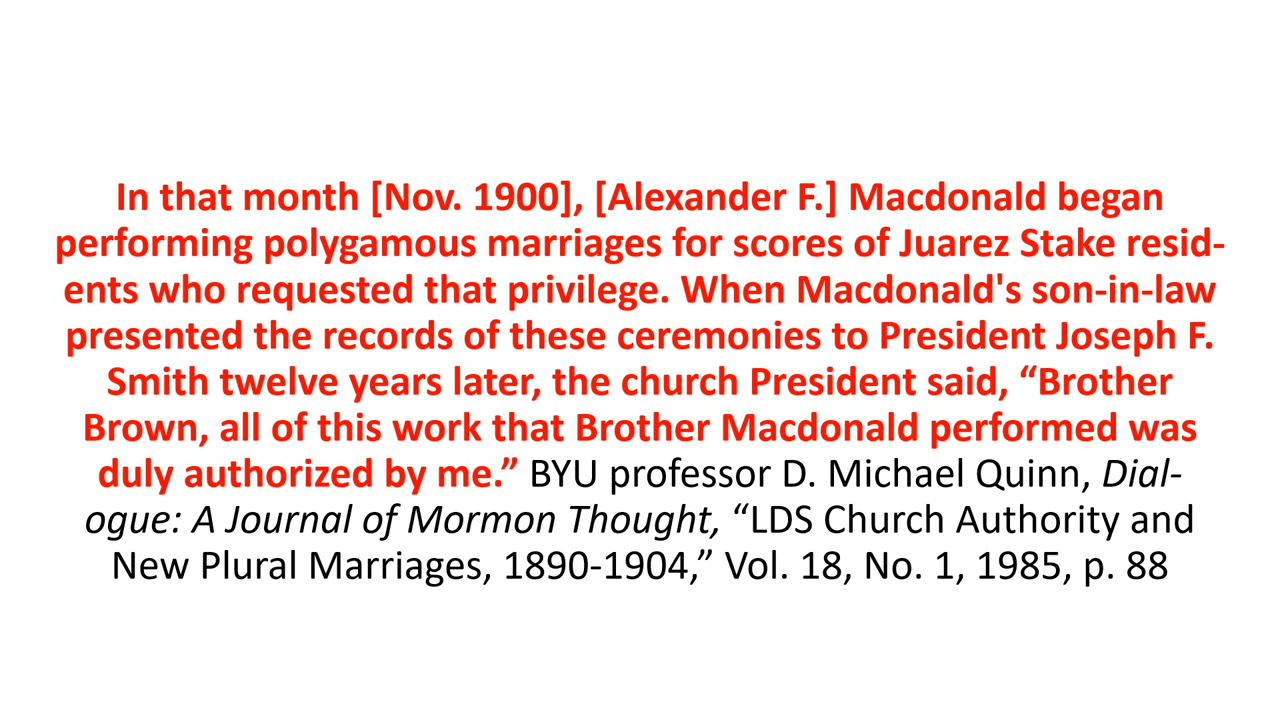 In that month [Nov. 1900], [Alexander F.] Macdonald began
performing polygamous marriages for scores of Juarez Stake resid-
ents who requested that privilege. When Macdonald's son-in-law
presented the records of these ceremonies to President Joseph F.
Smith twelve years later, the church President said, “Brother
Brown, all of this work that Brother Macdonald performed was
duly authorized by me.” BYU professor D. Michael Quinn, Dial-
ogue: A Journal of Mormon Thought, “LDS Church Authority and
New Plural Marriages, 1890-1904,” Vol. 18, No. 1, 1985, p. 88